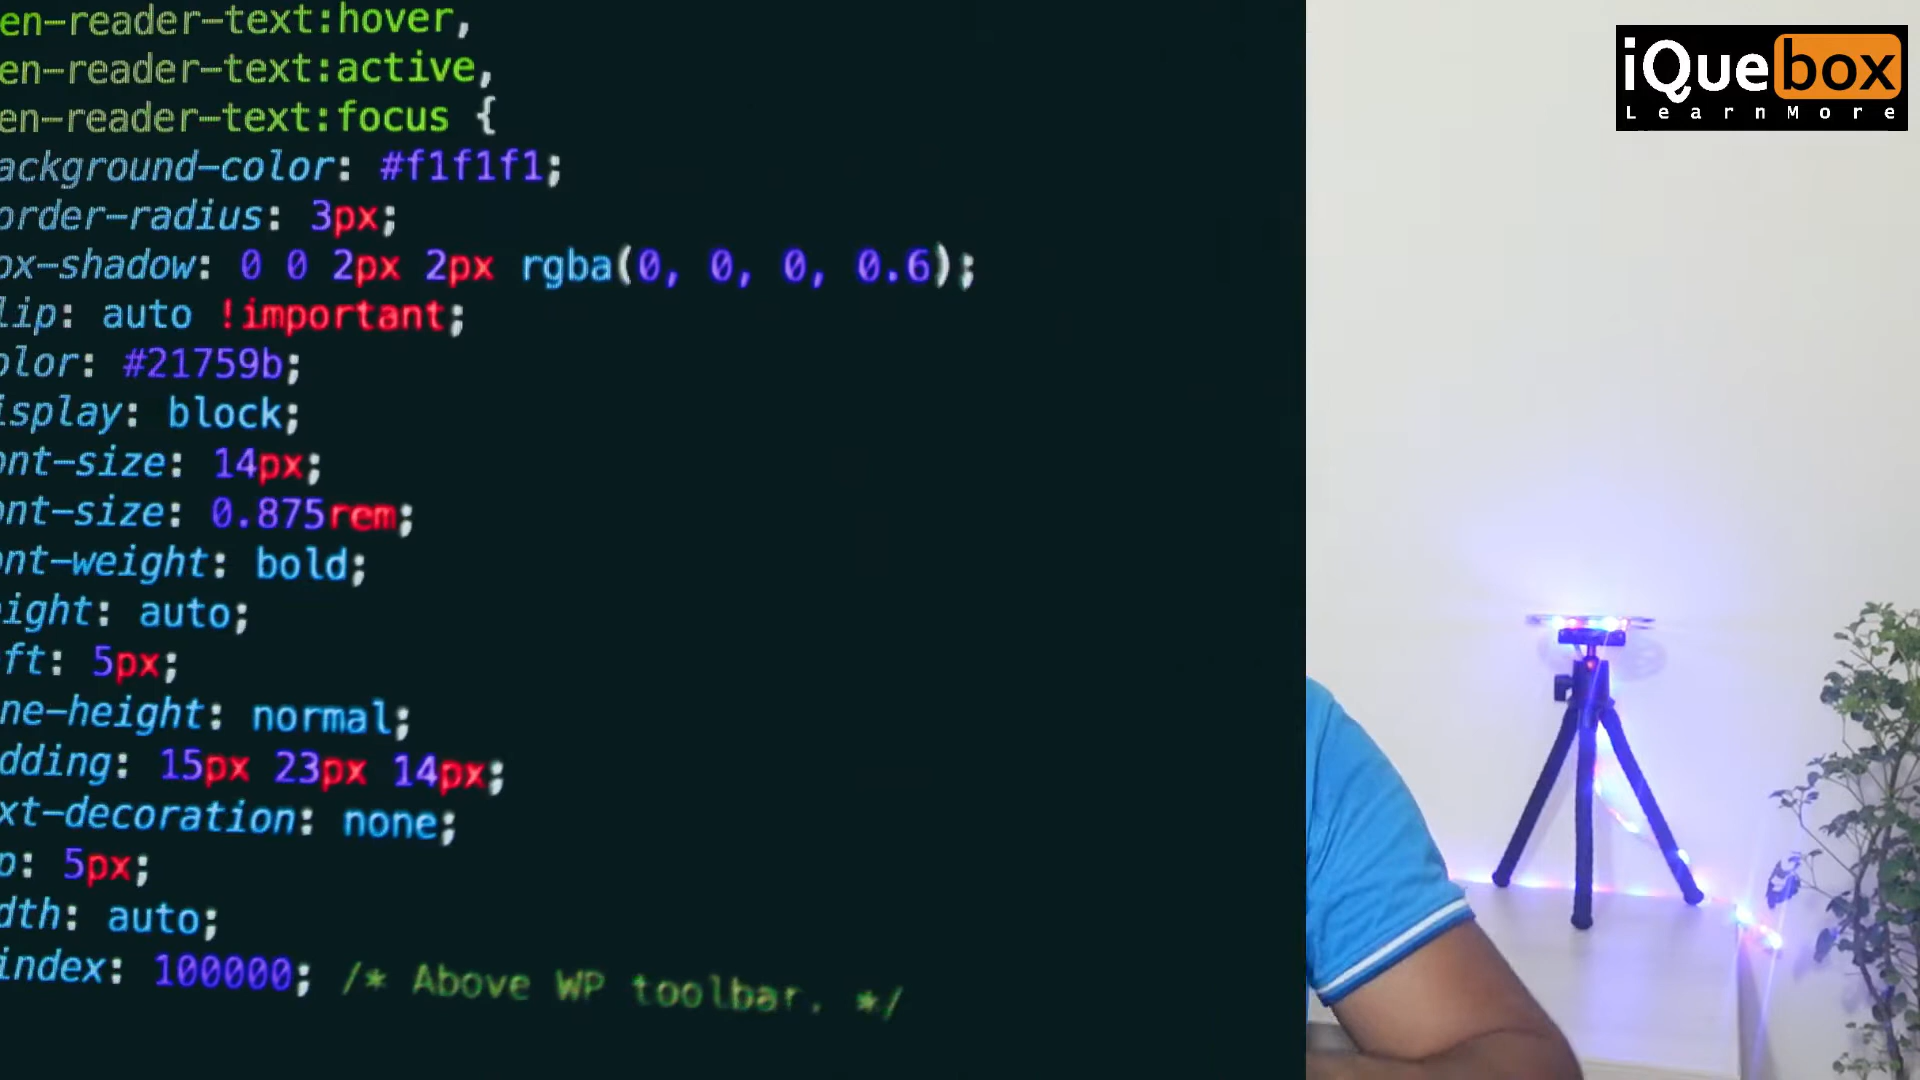 en-reader-text:hover,
en-reader-text:active,
en-reader-text:focus {
ackground-color: #f1f1f1;
order-radius: 3px;
ox-shadow: 0 0 2px 2px rgba(0, 0, 0, 0.6);
lip: auto !important;
olor: #21759b;
isplay: block;
ont-size: 14px;
ont-size: 0.875rem;
ont-weight: bold;
eight: auto;
ft: 5px;
ne-height: normal;
dding: 15px 23px 14px;
xt-decoration: none;
p: 5px;
dth: auto;
index: 100000; /* Above WP toolbar. */
iQuebox
LearnMore